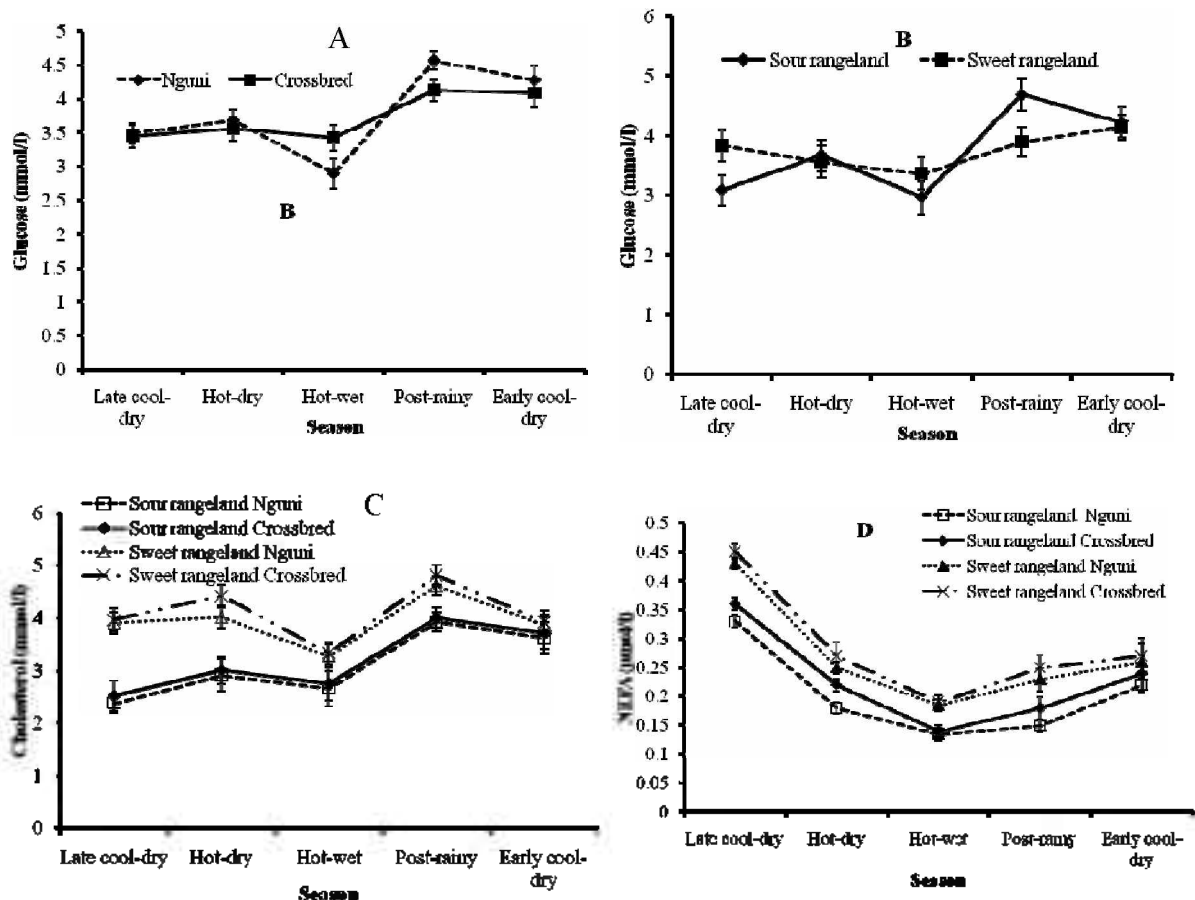 A
Nguni
Crossbred
Glucose (mmol/l)
5
4.5
4
3.5
3
2.5
2
1.5
1
0.5
0
B
Late cool-dry
Hot-dry
Hot-wet
Post-rainy
Early cool-dry
Season
B
Sour rangeland
Sweet rangeland
Glucose (mmol/l)
6
5
4
3
2
1
0
Late cool-dry
Hot-dry
Hot-wet
Post-rainy
Early cool-dry
Season
C
Sour rangeland Nguni
Sour rangeland Crossbred
Sweet rangeland Nguni
Sweet rangeland Crossbred
Cholesterol (mmol/l)
6
5
4
3
2
1
0
Late cool-dry
Hot-dry
Hot-wet
Post-rainy
Early cool-dry
Season
D
Sour rangeland Nguni
Sour rangeland Crossbred
Sweet rangeland Nguni
Sweet rangeland Crossbred
NEFA (µmol/l)
0.5
0.45
0.4
0.35
0.3
0.25
0.2
0.15
0.1
0.05
0
Late cool-dry
Hot-dry
Hot-wet
Post-rainy
Early cool-dry
Season